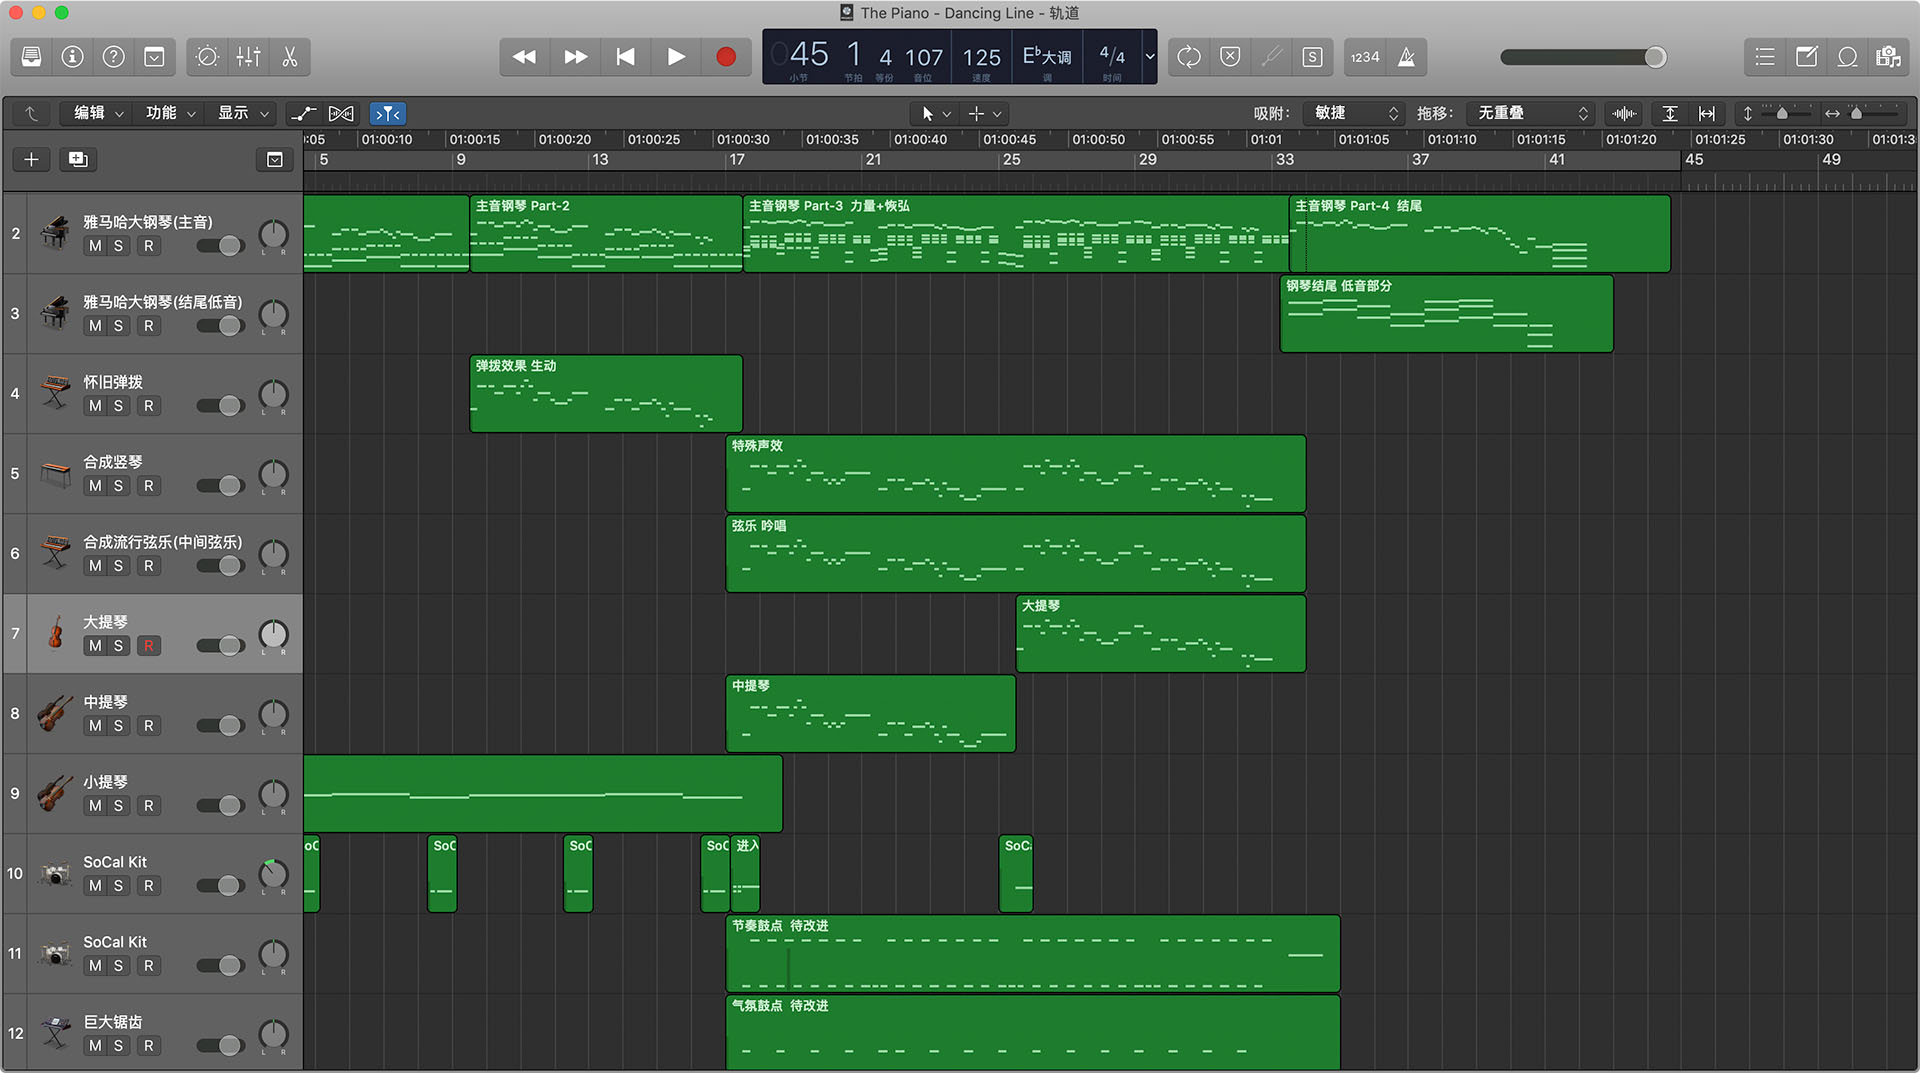 The Piano - Dancing Line - 轨道
045 1 4 107 125 E♭大调 4/4
小节 节拍 等份 音位 速度 调 时间
S 1234
编辑 功能 显示 吸附： 敏捷 拖移： 无重叠
:05 01:00:10 01:00:15 01:00:20 01:00:25 01:00:30 01:00:35 01:00:40 01:00:45 01:00:50 01:00:55 01:01 01:01:05 01:01:10 01:01:15 01:01:20 01:01:25 01:01:30 01:01:3
5 9 13 17 21 25 29 33 37 41 45 49
2 雅马哈大钢琴(主音)
M S R L R
主音钢琴 Part-2 主音钢琴 Part-3 力量+恢弘 主音钢琴 Part-4 结尾
3 雅马哈大钢琴(结尾低音)
M S R L R
钢琴结尾 低音部分
4 怀旧弹拨
M S R L R
弹拨效果 生动
5 合成竖琴
M S R L R
特殊声效
6 合成流行弦乐(中间弦乐)
M S R L R
弦乐 吟唱
7 大提琴
M S R L R
大提琴
8 中提琴
M S R L R
中提琴
9 小提琴
M S R L R
10 SoCal Kit
M S R L R
oC SoC SoC SoC 进入 SoC
11 SoCal Kit
M S R L R
节奏鼓点 待改进
12 巨大锯齿
M S R L R
气氛鼓点 待改进